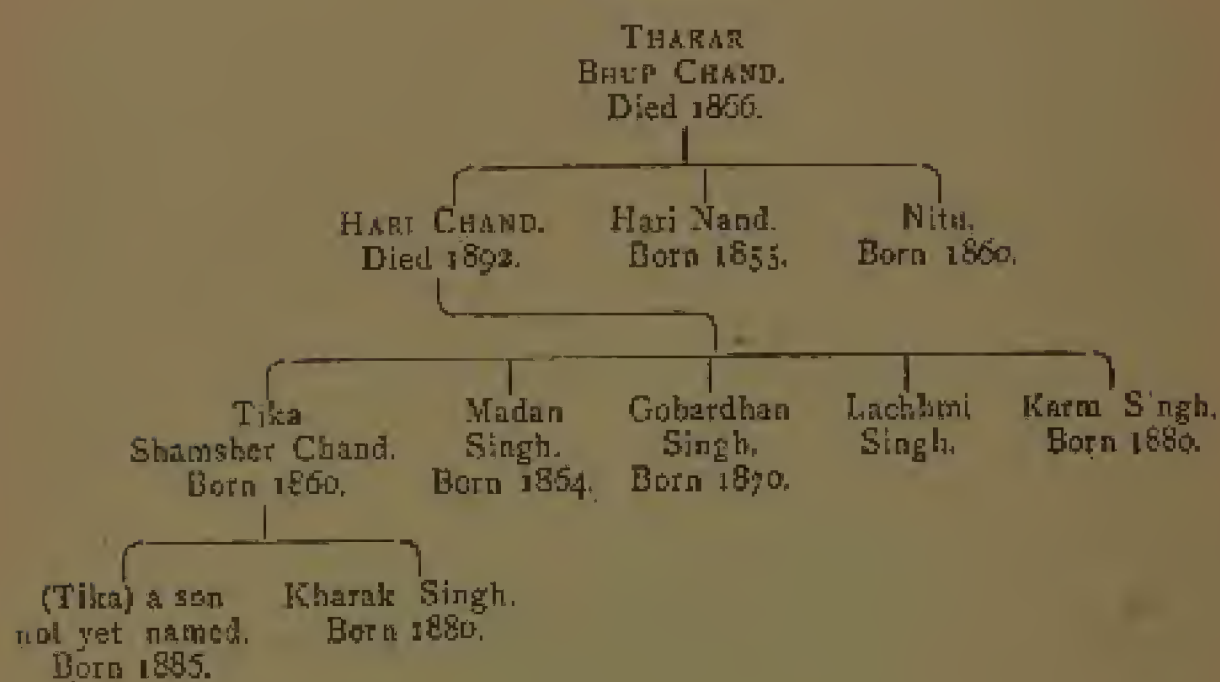 THAKAR
BHUP CHAND.
Died 1866.
HARI CHAND.
Died 1892.
Hari Nand.
Born 1855.
Nitu.
Born 1860.
Tika
Shamsher Chand.
Born 1860.
Madan
Singh.
Born 1864.
Gobardhan
Singh.
Born 1870.
Lachhmi
Singh.
Karm Singh.
Born 1880.
(Tika) a son
not yet named.
Born 1885.
Kharak Singh.
Born 1880.